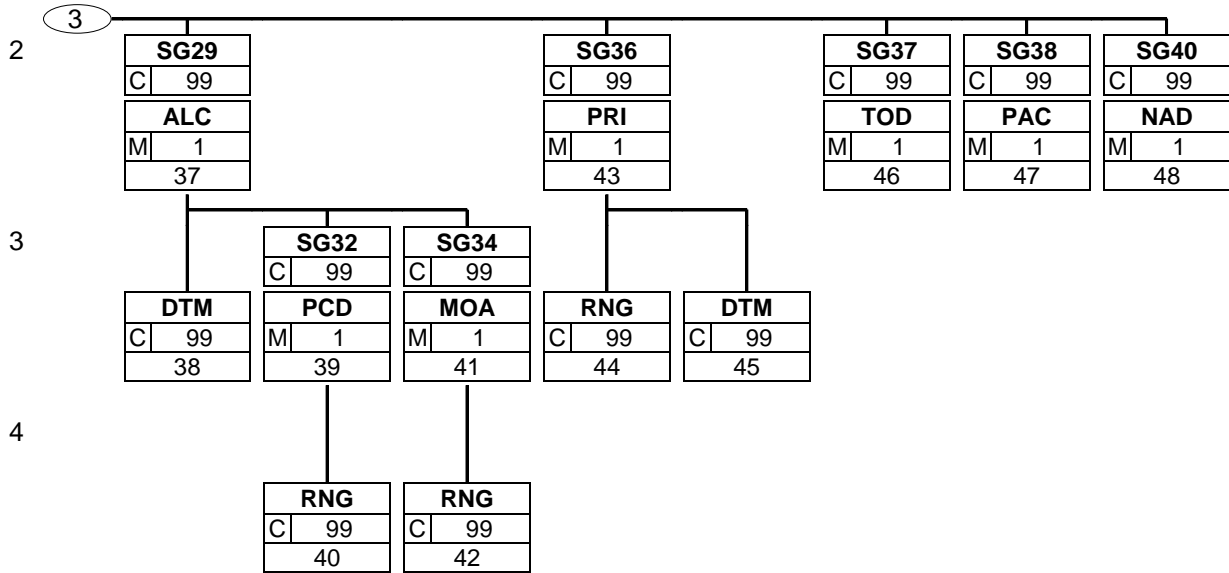 3
2
SG29 SG36 SG37 SG38 SG40
C 99 C 99 C 99 C 99 C 99
ALC PRI TOD PAC NAD
M 1 M 1 M 1 M 1 M 1
37 43 46 47 48
3
SG32 SG34
C 99 C 99
DTM PCD MOA RNG DTM
C 99 M 1 M 1 C 99 C 99
38 39 41 44 45
4
RNG RNG
C 99 C 99
40 42